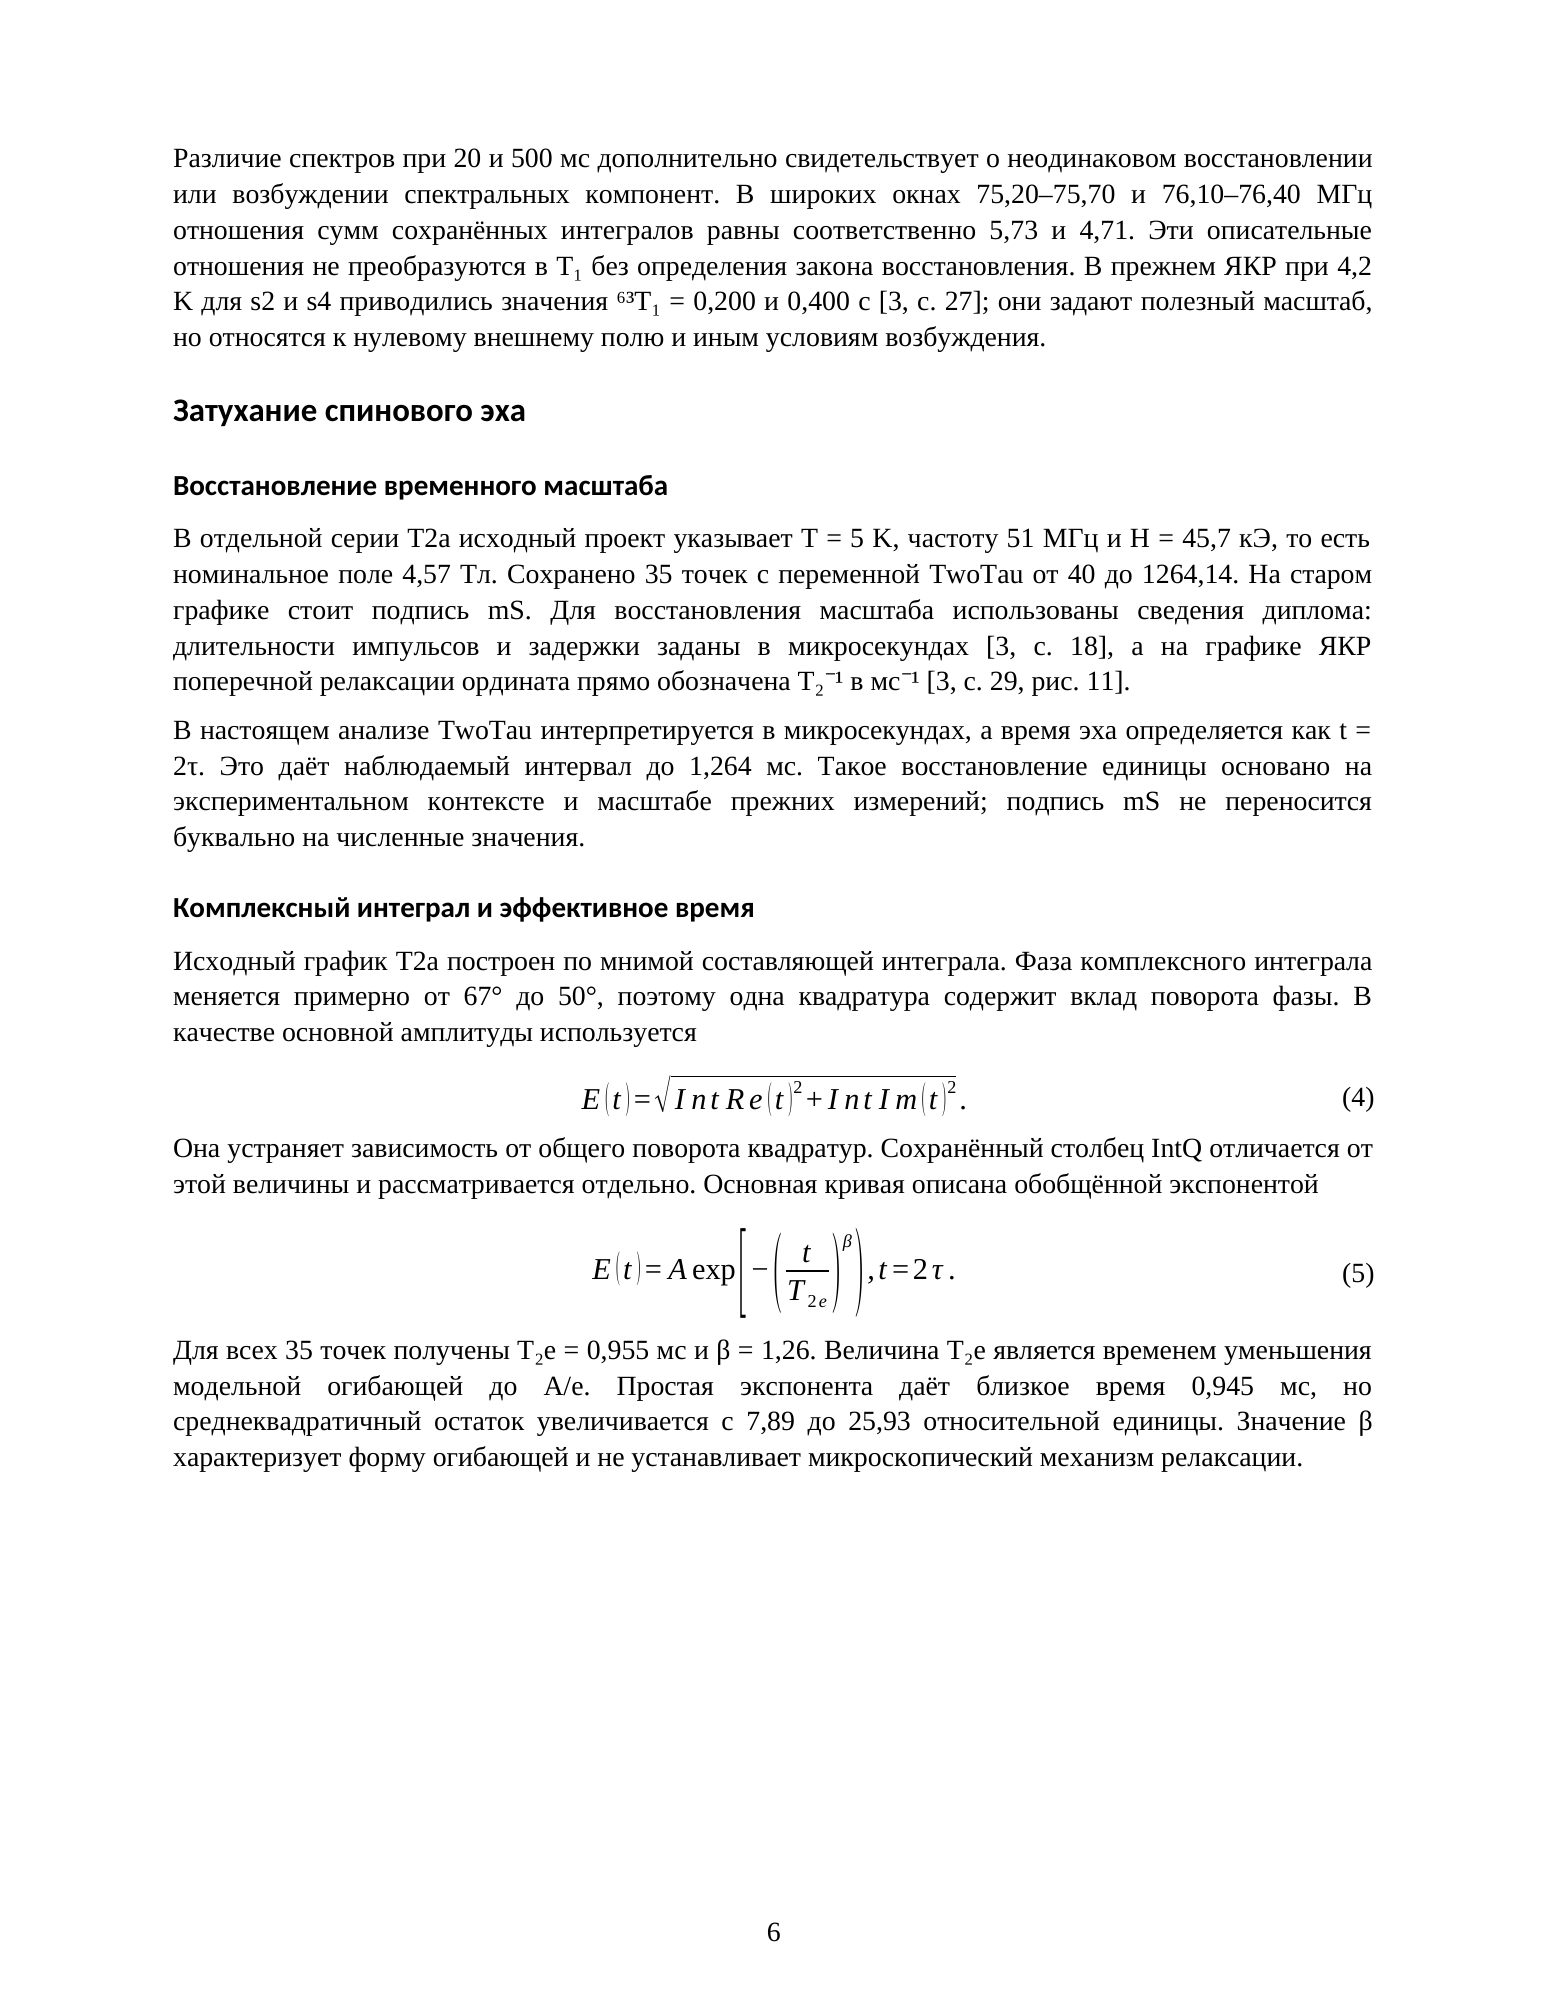 Различие спектров при 20 и 500 мс дополнительно свидетельствует о неодинаковом восстановлении
или возбуждении спектральных компонент. В широких окнах 75,20–75,70 и 76,10–76,40 МГц
отношения сумм сохранённых интегралов равны соответственно 5,73 и 4,71. Эти описательные
отношения не преобразуются в T₁ без определения закона восстановления. В прежнем ЯКР при 4,2
К для s2 и s4 приводились значения ⁶³T₁ = 0,200 и 0,400 с [3, с. 27]; они задают полезный масштаб,
но относятся к нулевому внешнему полю и иным условиям возбуждения.
Затухание спинового эха
Восстановление временного масштаба
В отдельной серии T2a исходный проект указывает T = 5 К, частоту 51 МГц и H = 45,7 кЭ, то есть
номинальное поле 4,57 Тл. Сохранено 35 точек с переменной TwoTau от 40 до 1264,14. На старом
графике стоит подпись mS. Для восстановления масштаба использованы сведения диплома:
длительности импульсов и задержки заданы в микросекундах [3, с. 18], а на графике ЯКР
поперечной релаксации ордината прямо обозначена T₂⁻¹ в мс⁻¹ [3, с. 29, рис. 11].
В настоящем анализе TwoTau интерпретируется в микросекундах, а время эха определяется как t =
2τ. Это даёт наблюдаемый интервал до 1,264 мс. Такое восстановление единицы основано на
экспериментальном контексте и масштабе прежних измерений; подпись mS не переносится
буквально на численные значения.
Комплексный интеграл и эффективное время
Исходный график T2a построен по мнимой составляющей интеграла. Фаза комплексного интеграла
меняется примерно от 67° до 50°, поэтому одна квадратура содержит вклад поворота фазы. В
качестве основной амплитуды используется
E(t)=√IntRe(t)²+IntIm(t)². (4)
Она устраняет зависимость от общего поворота квадратур. Сохранённый столбец IntQ отличается от
этой величины и рассматривается отдельно. Основная кривая описана обобщённой экспонентой
E(t)=A exp[−(t/T₂ₑ)^β), t=2τ. (5)
Для всех 35 точек получены T₂e = 0,955 мс и β = 1,26. Величина T₂e является временем уменьшения
модельной огибающей до A/e. Простая экспонента даёт близкое время 0,945 мс, но
среднеквадратичный остаток увеличивается с 7,89 до 25,93 относительной единицы. Значение β
характеризует форму огибающей и не устанавливает микроскопический механизм релаксации.
6